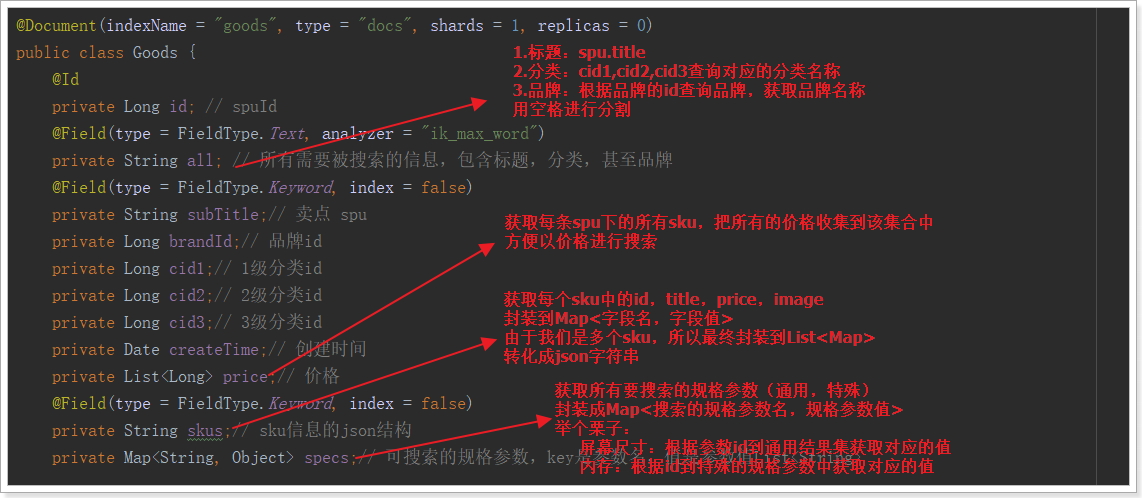 @Document(indexName = "goods", type = "docs", shards = 1, replicas = 0)
public class Goods {
1.标题：spu.title
2.分类：cid1,cid2,cid3查询对应的分类名称
3.品牌：根据品牌的id查询品牌，获取品牌名称
用空格进行分割
@Id
private Long id; // spuId
@Field(type = FieldType.Text, analyzer = "ik_max_word")
private String all; // 所有需要被搜索的信息，包含标题，分类，甚至品牌
@Field(type = FieldType.Keyword, index = false)
private String subTitle;// 卖点 spu
private Long brandId;// 品牌id
获取每条spu下的所有sku，把所有的价格收集到该集合中
方便以价格进行搜索
private Long cid1;// 1级分类id
private Long cid2;// 2级分类id
private Long cid3;// 3级分类id
获取每个sku中的id，title，price，image
封装到Map<字段名，字段值>
由于我们是多个sku，所以最终封装到List<Map>
转化成json字符串
private Date createTime;// 创建时间
private List<Long> price;// 价格
@Field(type = FieldType.Keyword, index = false)
private String skus;// sku信息的json结构
获取所有要搜索的规格参数（通用，特殊）
封装成Map<搜索的规格参数名，规格参数值>
举个栗子：
屏幕尺寸：根据参数id到通用结果集获取对应的值
内存：根据id到特殊的规格参数中获取对应的值
private Map<String, Object> specs;// 可搜索的规格参数，key是参数名，